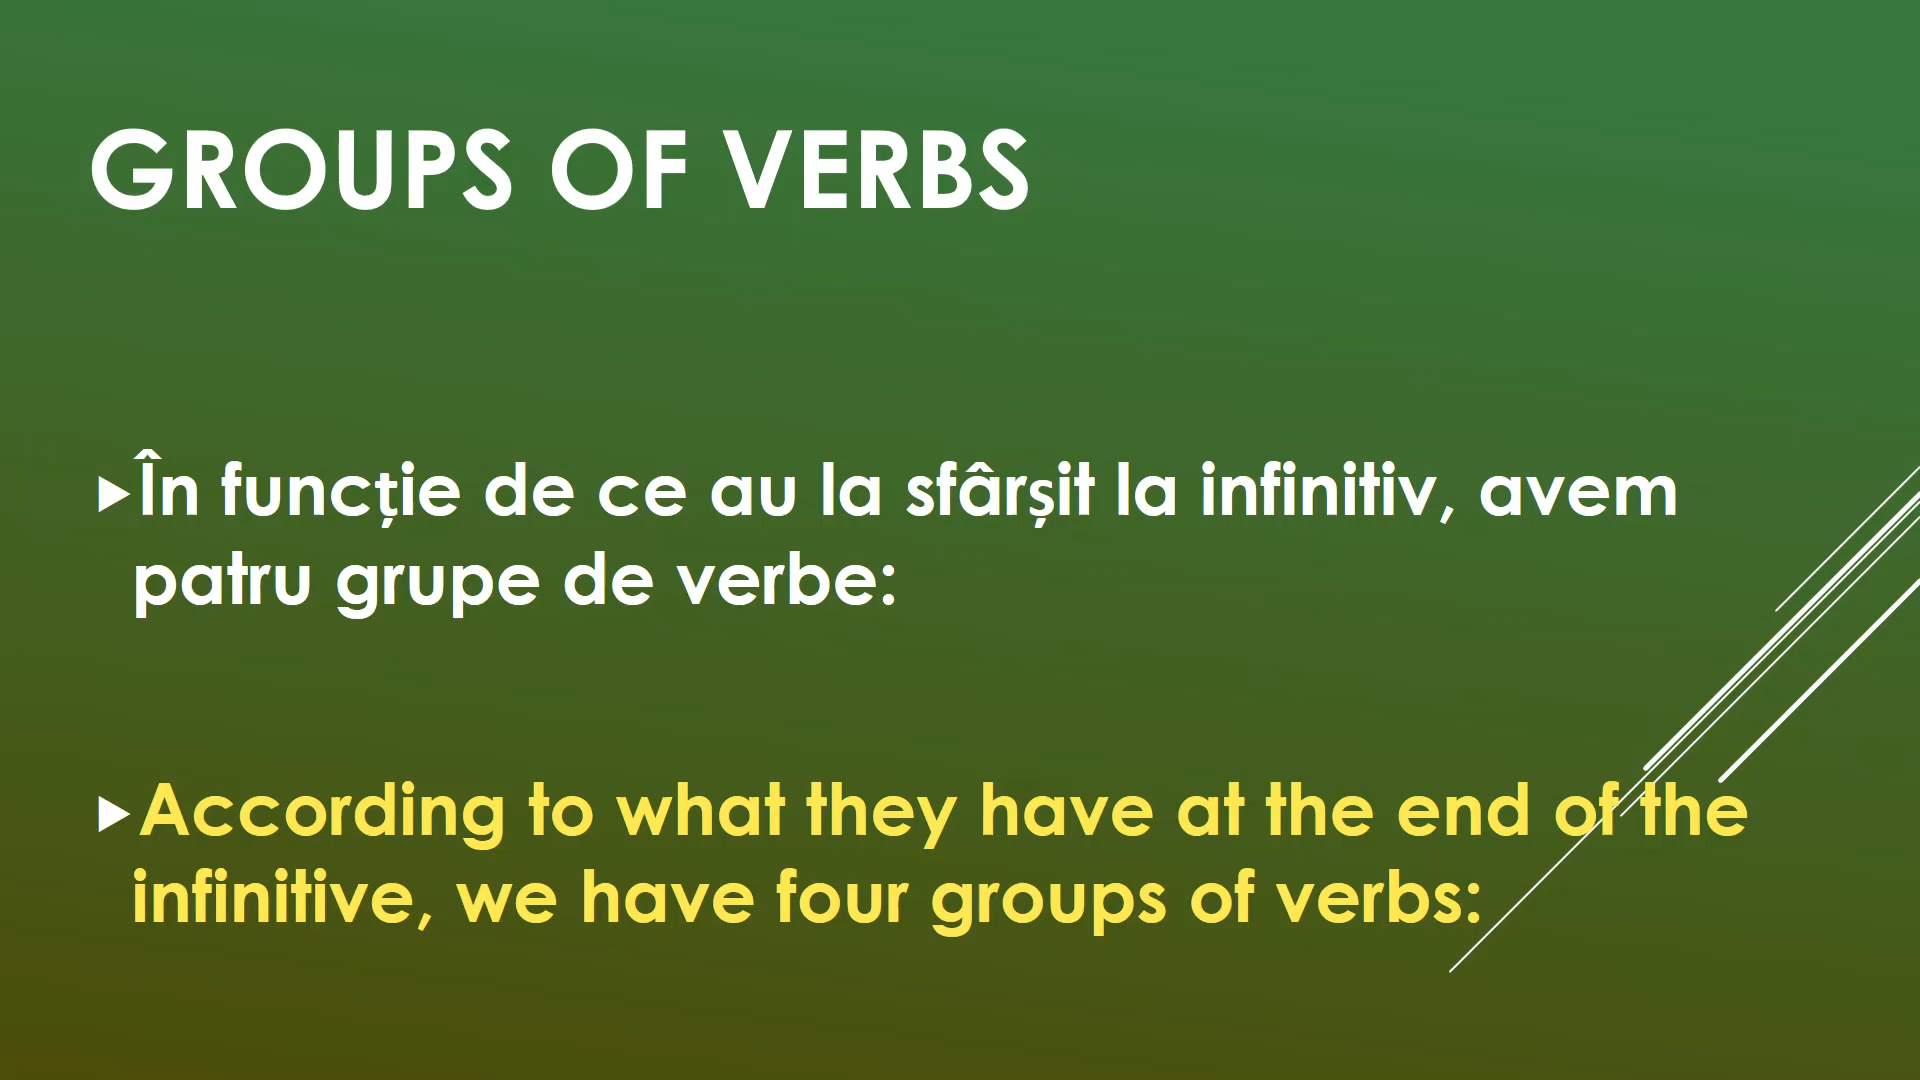 GROUPS OF VERBS
În funcție de ce au la sfârșit la infinitiv, avem
patru grupe de verbe:
According to what they have at the end of the
infinitive, we have four groups of verbs: